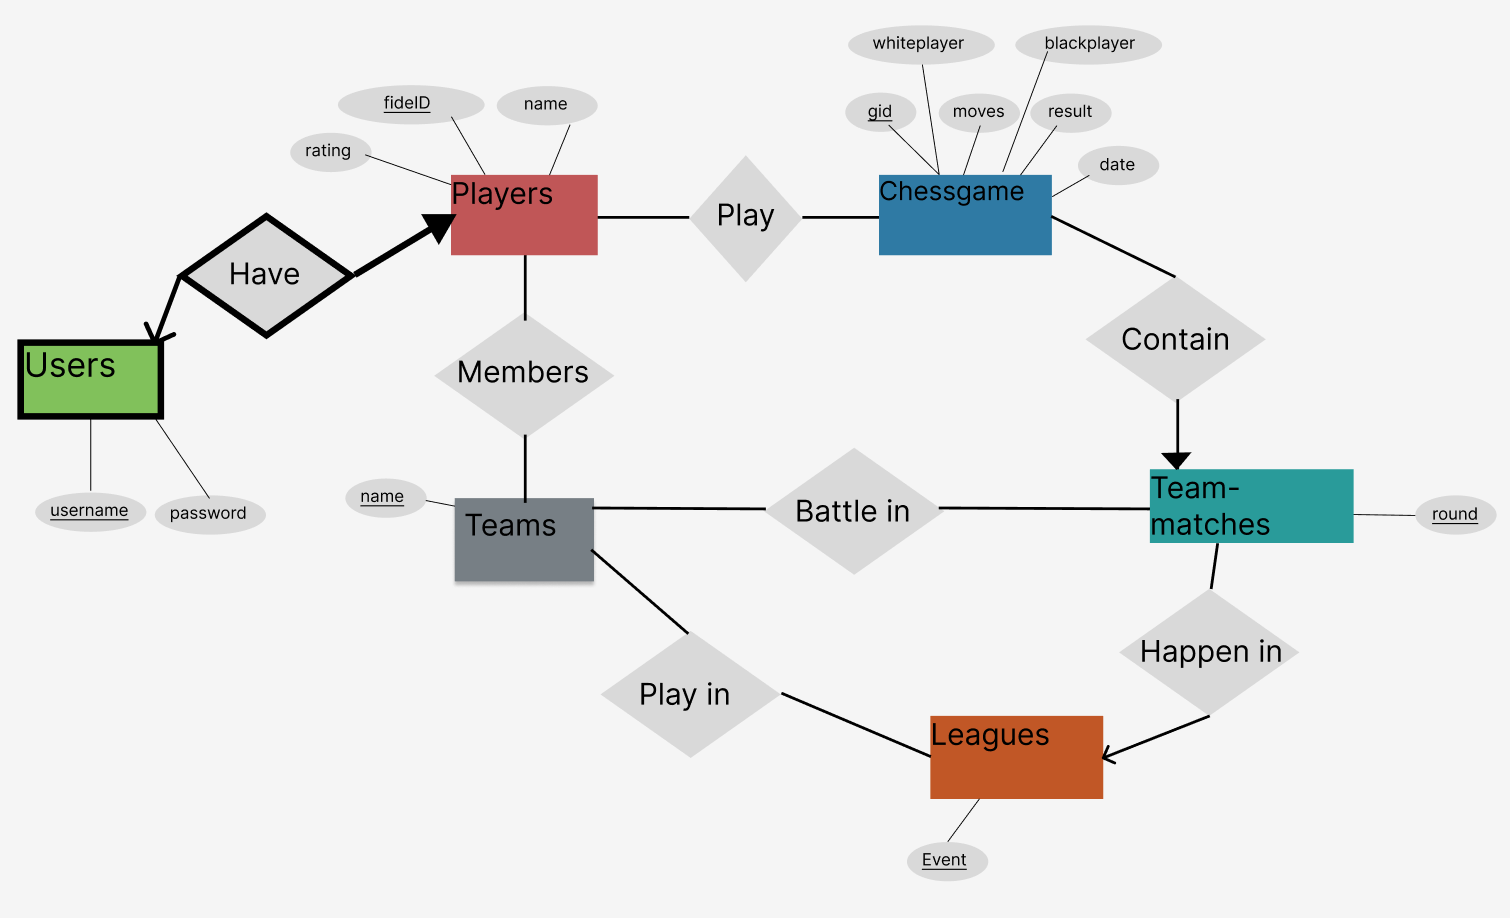 whiteplayer
blackplayer
fideID
name
gid
moves
result
rating
date
Players
Play
Chessgame
Have
Users
Members
Contain
name
Teams
Battle in
Team-
matches
round
username
password
Play in
Happen in
Leagues
Event